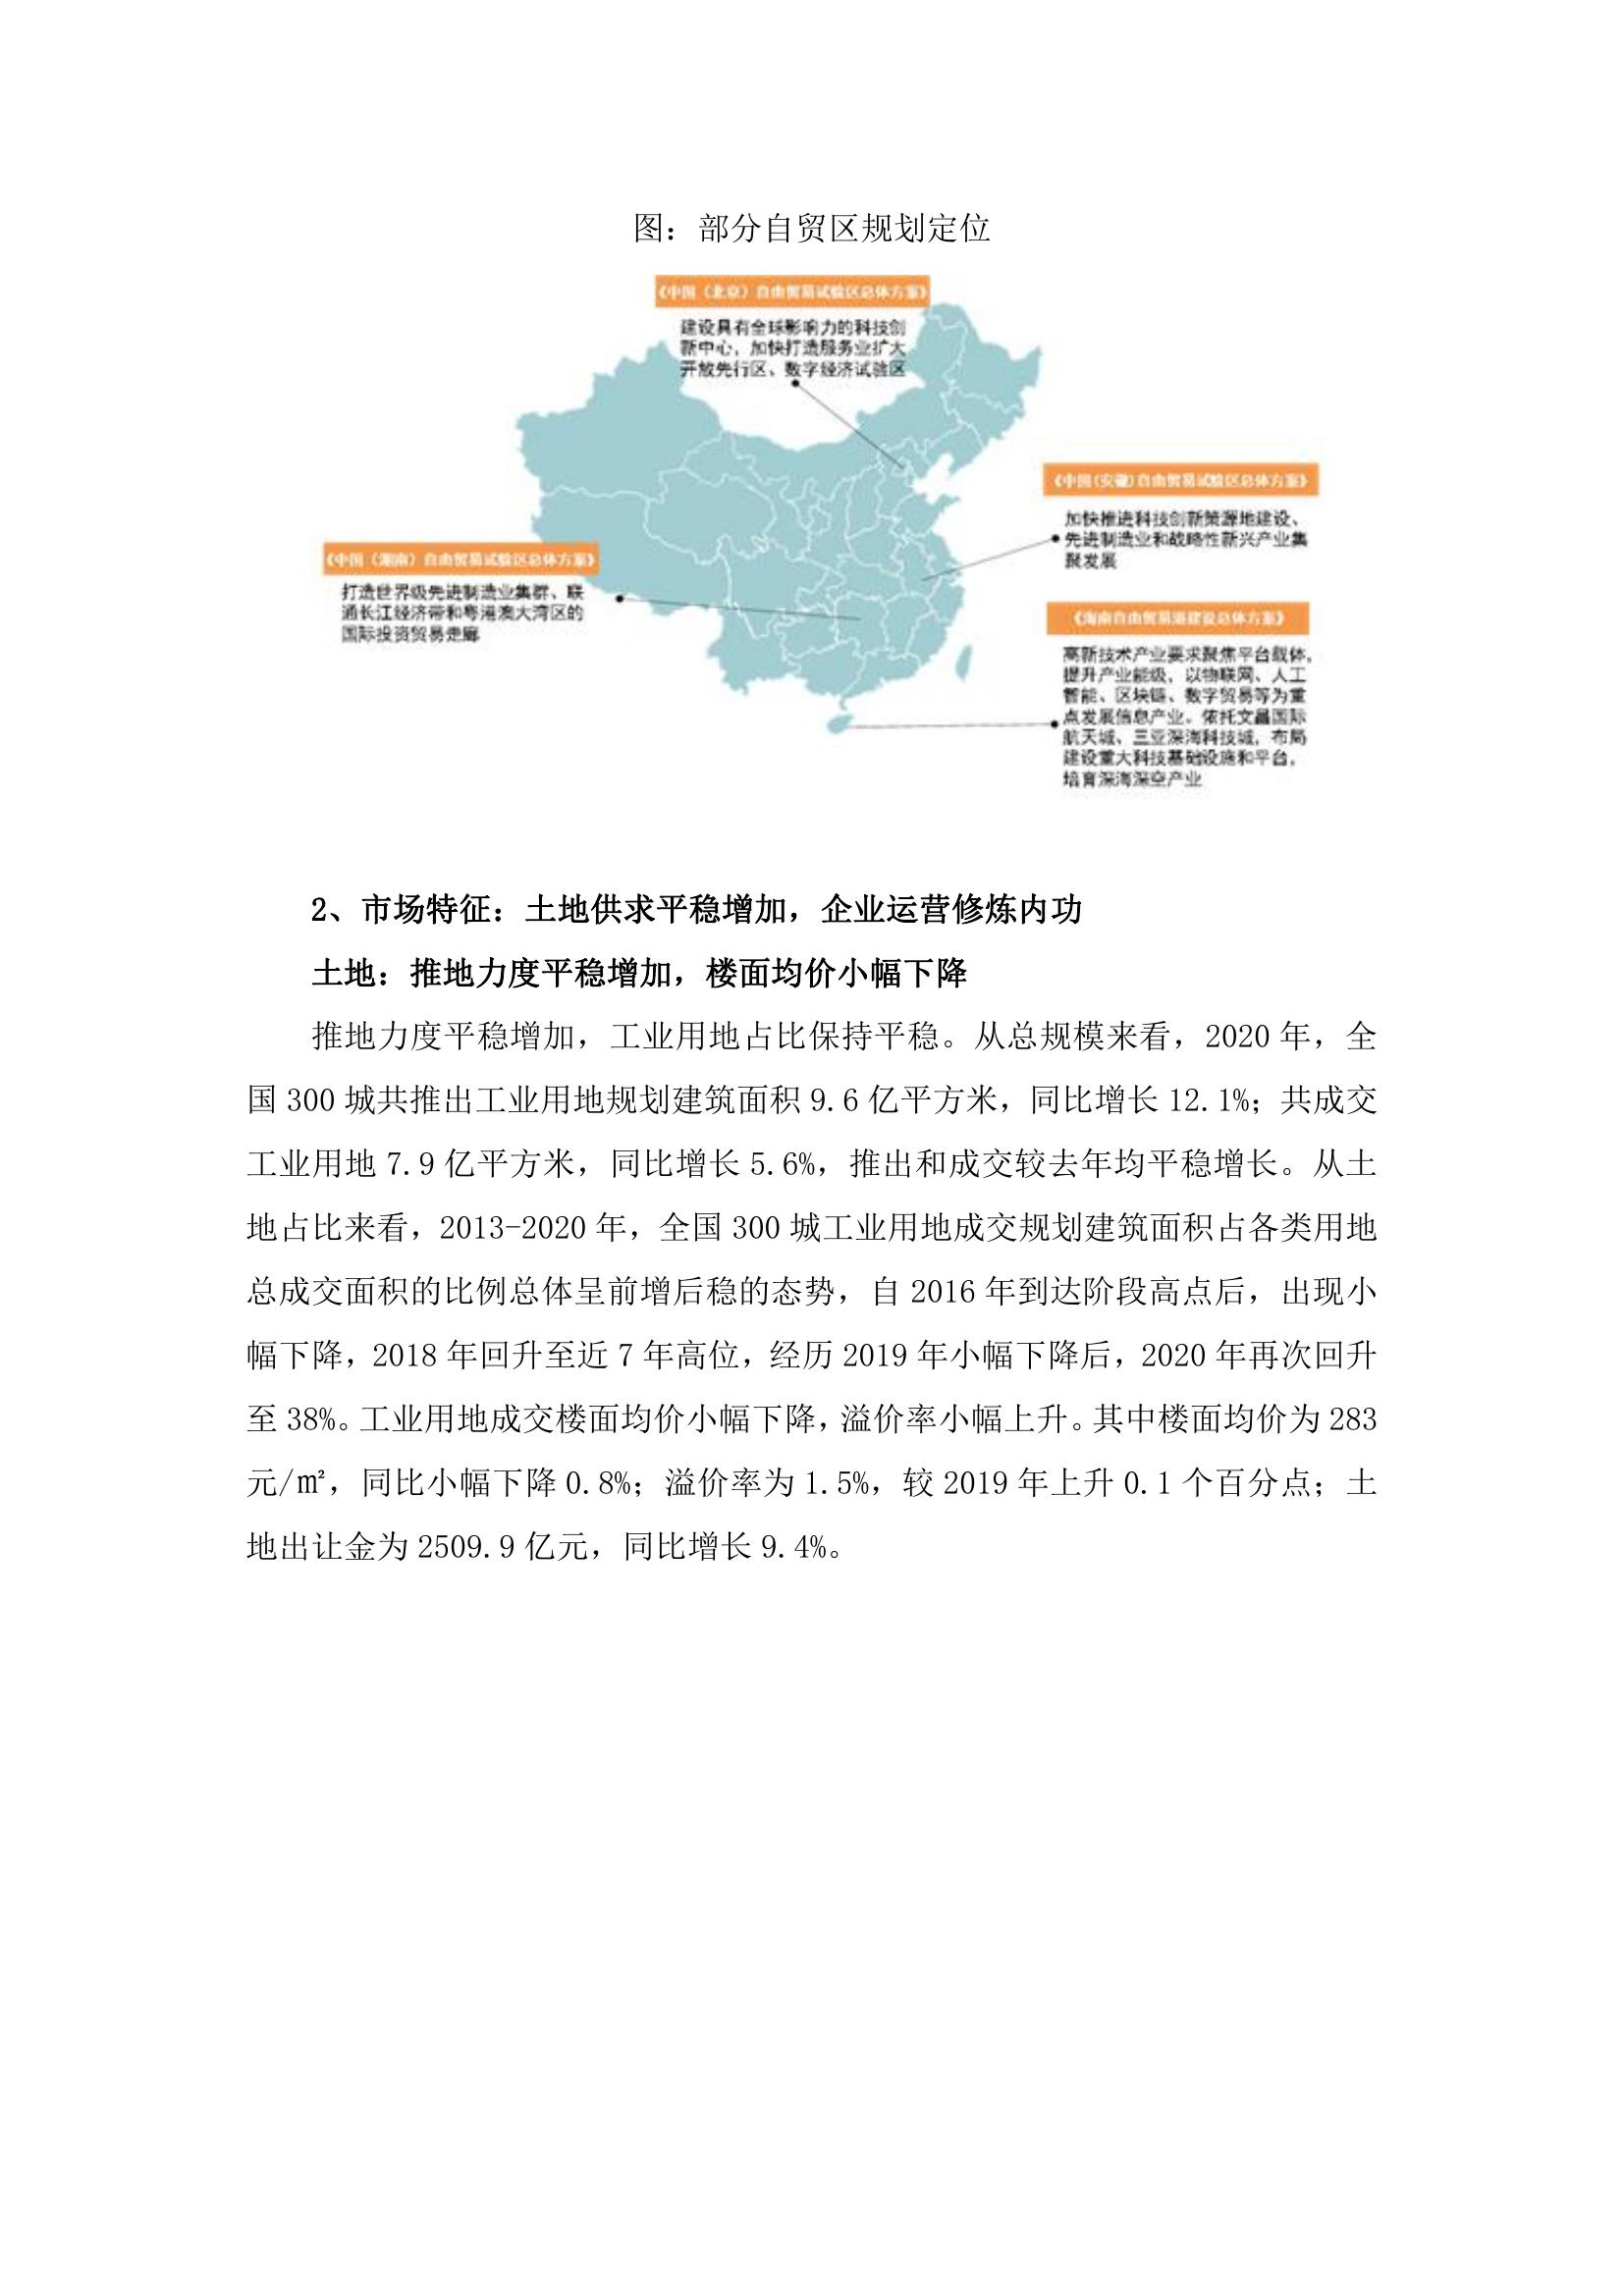 图：部分自贸区规划定位
《中国（北京）自由贸易试验区总体方案》
建设具有全球影响力的科技创
新中心，加快打造服务业扩大
开放先行区、数字经济试验区
《中国(安徽)自由贸易试验区总体方案》
加快推进科技创新策源地建设、
先进制造业和战略性新兴产业集
聚发展
《中国（湖南）自由贸易试验区总体方案》
打造世界级先进制造业集群、联
通长江经济带和粤港澳大湾区的
国际投资贸易走廊
《海南自由贸易港建设总体方案》
高新技术产业要求聚焦平台载体，
提升产业能级，以物联网、人工
智能、区块链、数字贸易等为重
点发展信息产业。依托文昌国际
航天城、三亚深海科技城，布局
建设重大科技基础设施和平台，
培育深海深空产业
2、市场特征：土地供求平稳增加，企业运营修炼内功
土地：推地力度平稳增加，楼面均价小幅下降
推地力度平稳增加，工业用地占比保持平稳。从总规模来看，2020 年，全
国 300 城共推出工业用地规划建筑面积 9.6 亿平方米，同比增长 12.1%；共成交
工业用地 7.9 亿平方米，同比增长 5.6%，推出和成交较去年均平稳增长。从土
地占比来看，2013-2020 年，全国 300 城工业用地成交规划建筑面积占各类用地
总成交面积的比例总体呈前增后稳的态势，自 2016 年到达阶段高点后，出现小
幅下降，2018 年回升至近 7 年高位，经历 2019 年小幅下降后，2020 年再次回升
至 38%。工业用地成交楼面均价小幅下降，溢价率小幅上升。其中楼面均价为 283
元/㎡，同比小幅下降 0.8%；溢价率为 1.5%，较 2019 年上升 0.1 个百分点；土
地出让金为 2509.9 亿元，同比增长 9.4%。